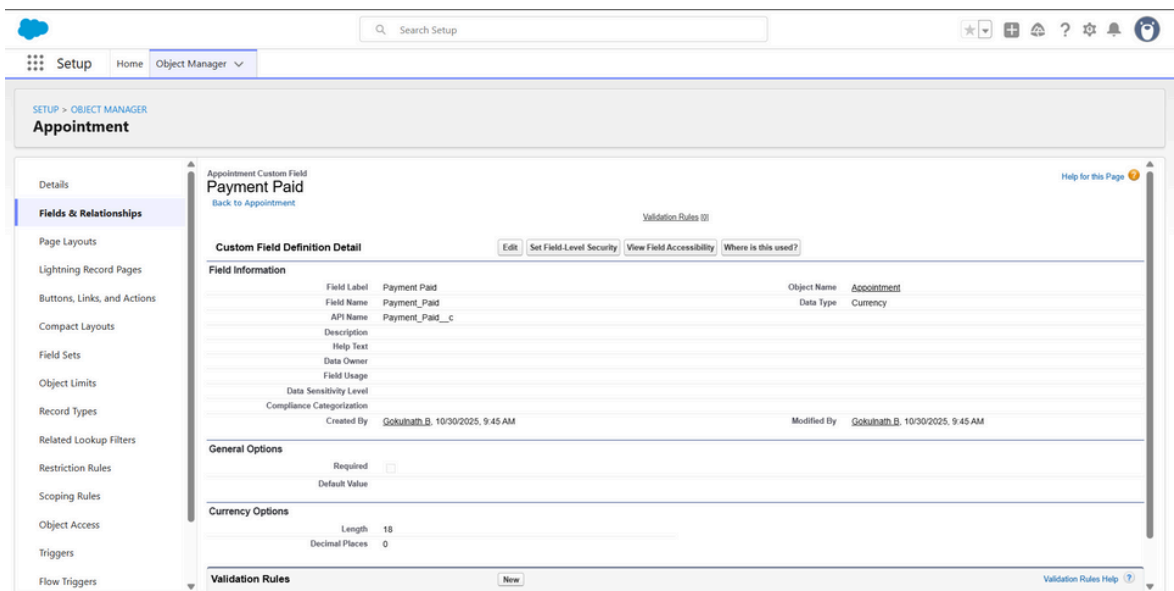 Search Setup
Setup Home Object Manager
SETUP > OBJECT MANAGER
Appointment
Details
Fields & Relationships
Page Layouts
Lightning Record Pages
Buttons, Links, and Actions
Compact Layouts
Field Sets
Object Limits
Record Types
Related Lookup Filters
Restriction Rules
Scoping Rules
Object Access
Triggers
Flow Triggers
Appointment Custom Field
Payment Paid
Back to Appointment
Help for this Page
Validation Rules [0]
Custom Field Definition Detail Edit Set Field-Level Security View Field Accessibility Where is this used?
Field Information
Field Label Payment Paid Object Name Appointment
Field Name Payment_Paid Data Type Currency
API Name Payment_Paid__c
Description
Help Text
Data Owner
Field Usage
Data Sensitivity Level
Compliance Categorization
Created By Gokulnath B, 10/30/2025, 9:45 AM Modified By Gokulnath B, 10/30/2025, 9:45 AM
General Options
Required
Default Value
Currency Options
Length 18
Decimal Places 0
Validation Rules New Validation Rules Help ?